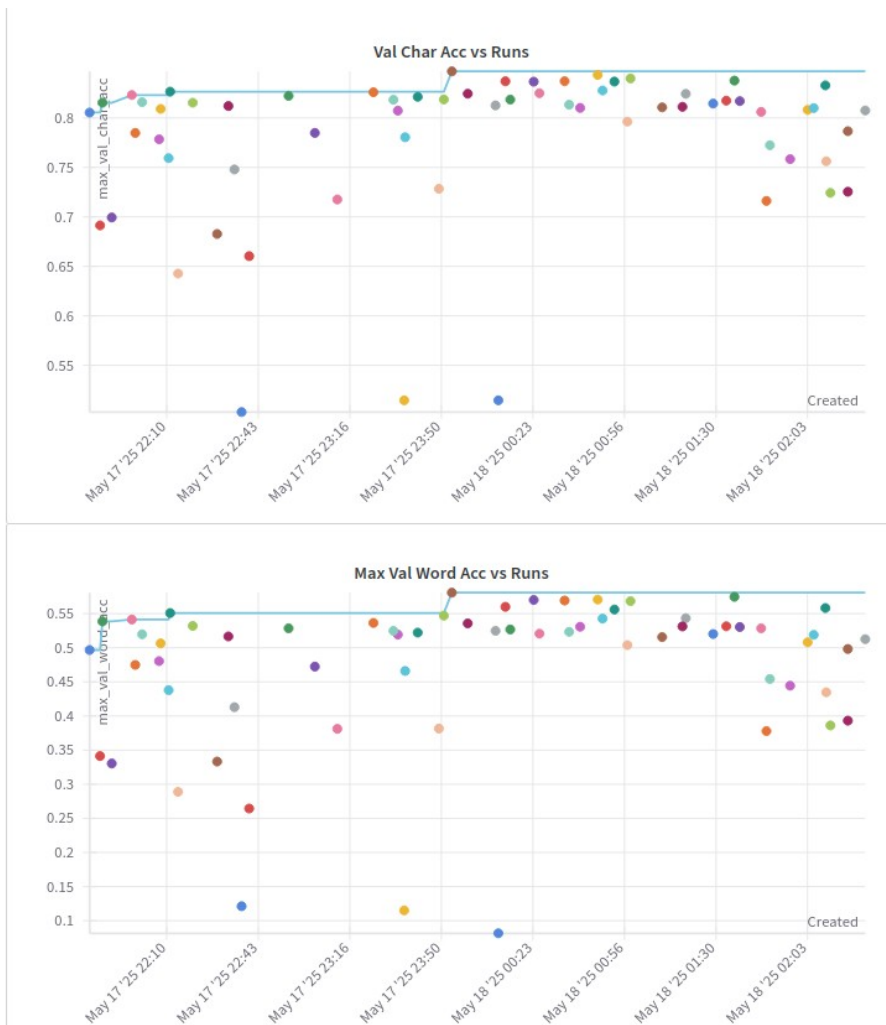 Val Char Acc vs Runs
max_val_char_acc
0.8
0.75
0.7
0.65
0.6
0.55
Created
May 17 '25 22:10
May 17 '25 22:43
May 17 '25 23:16
May 17 '25 23:50
May 18 '25 00:23
May 18 '25 00:56
May 18 '25 01:30
May 18 '25 02:03
Max Val Word Acc vs Runs
max_val_word_acc
0.55
0.5
0.45
0.4
0.35
0.3
0.25
0.2
0.15
0.1
Created
May 17 '25 22:10
May 17 '25 22:43
May 17 '25 23:16
May 17 '25 23:50
May 18 '25 00:23
May 18 '25 00:56
May 18 '25 01:30
May 18 '25 02:03